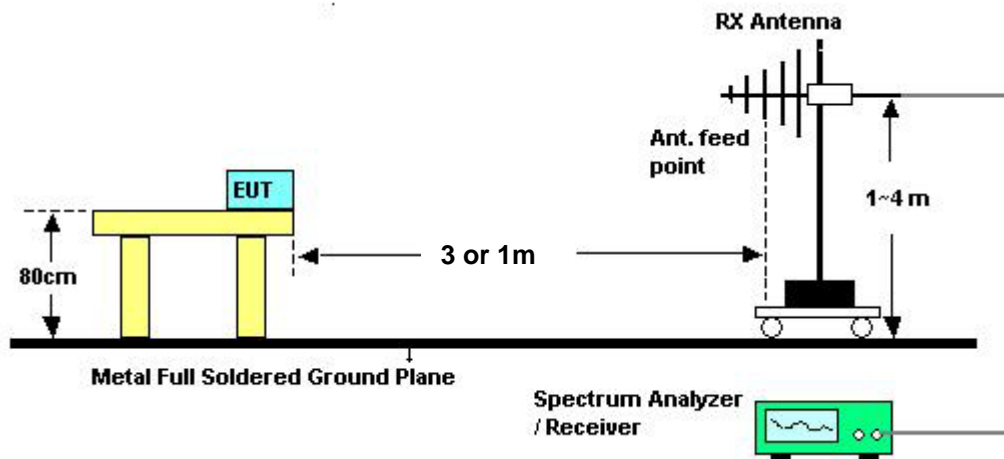 RX Antenna
Ant. feed
point
EUT
1~4 m
3 or 1m
80cm
Metal Full Soldered Ground Plane
Spectrum Analyzer
/ Receiver